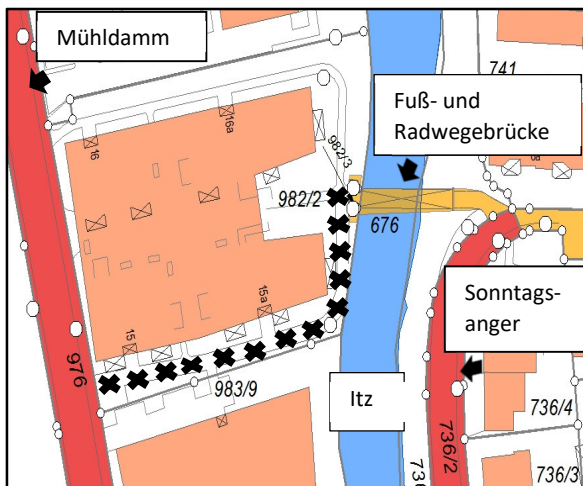 Mühldamm
741
Fuß- und
Radwegebrücke
16
16a
982/3
982/2
676
Sonntags-
anger
15a
15
976
983/9
Itz
736/4
736/2
736/3